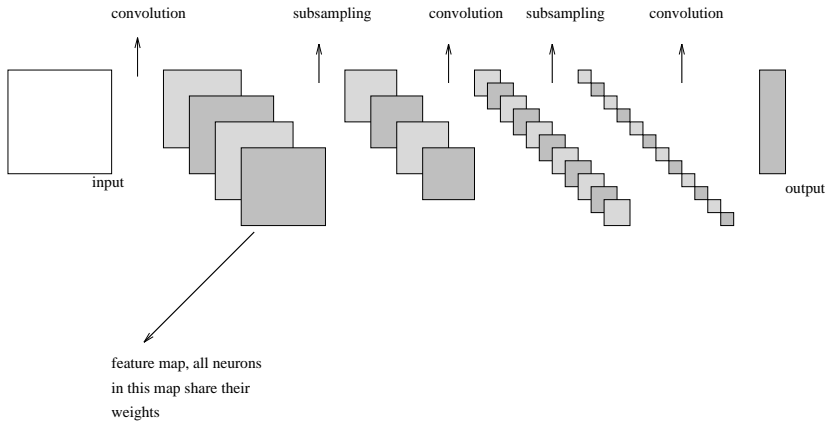 convolution
subsampling
convolution
subsampling
convolution
input
output
feature map, all neurons
in this map share their
weights